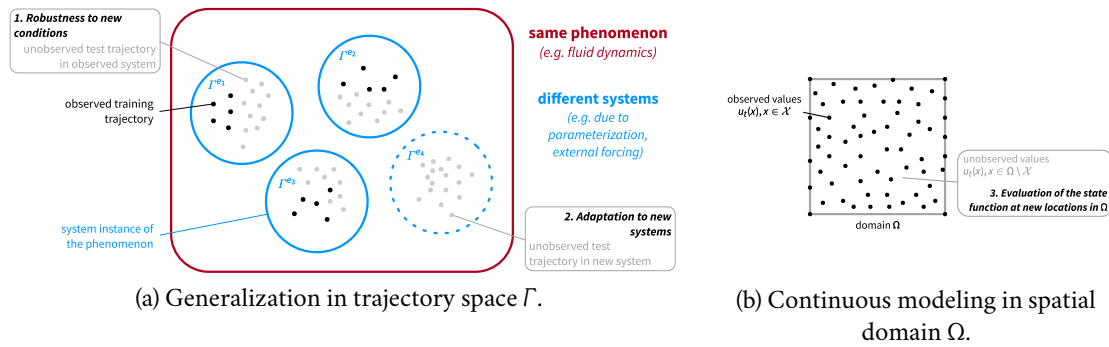 1. Robustness to new
conditions
unobserved test trajectory
in observed system
observed training
trajectory
system instance of
the phenomenon
Γ^e₁
Γ^e₂
Γ^e₃
Γ^e₄
same phenomenon
(e.g. fluid dynamics)
different systems
(e.g. due to
parameterization,
external forcing)
2. Adaptation to new
systems
unobserved test
trajectory in new system
(a) Generalization in trajectory space Γ.
observed values
uₜ(x), x ∈ 𝒳
unobserved values
uₜ(x), x ∈ Ω \ 𝒳
3. Evaluation of the state
function at new locations in Ω
domain Ω
(b) Continuous modeling in spatial
domain Ω.